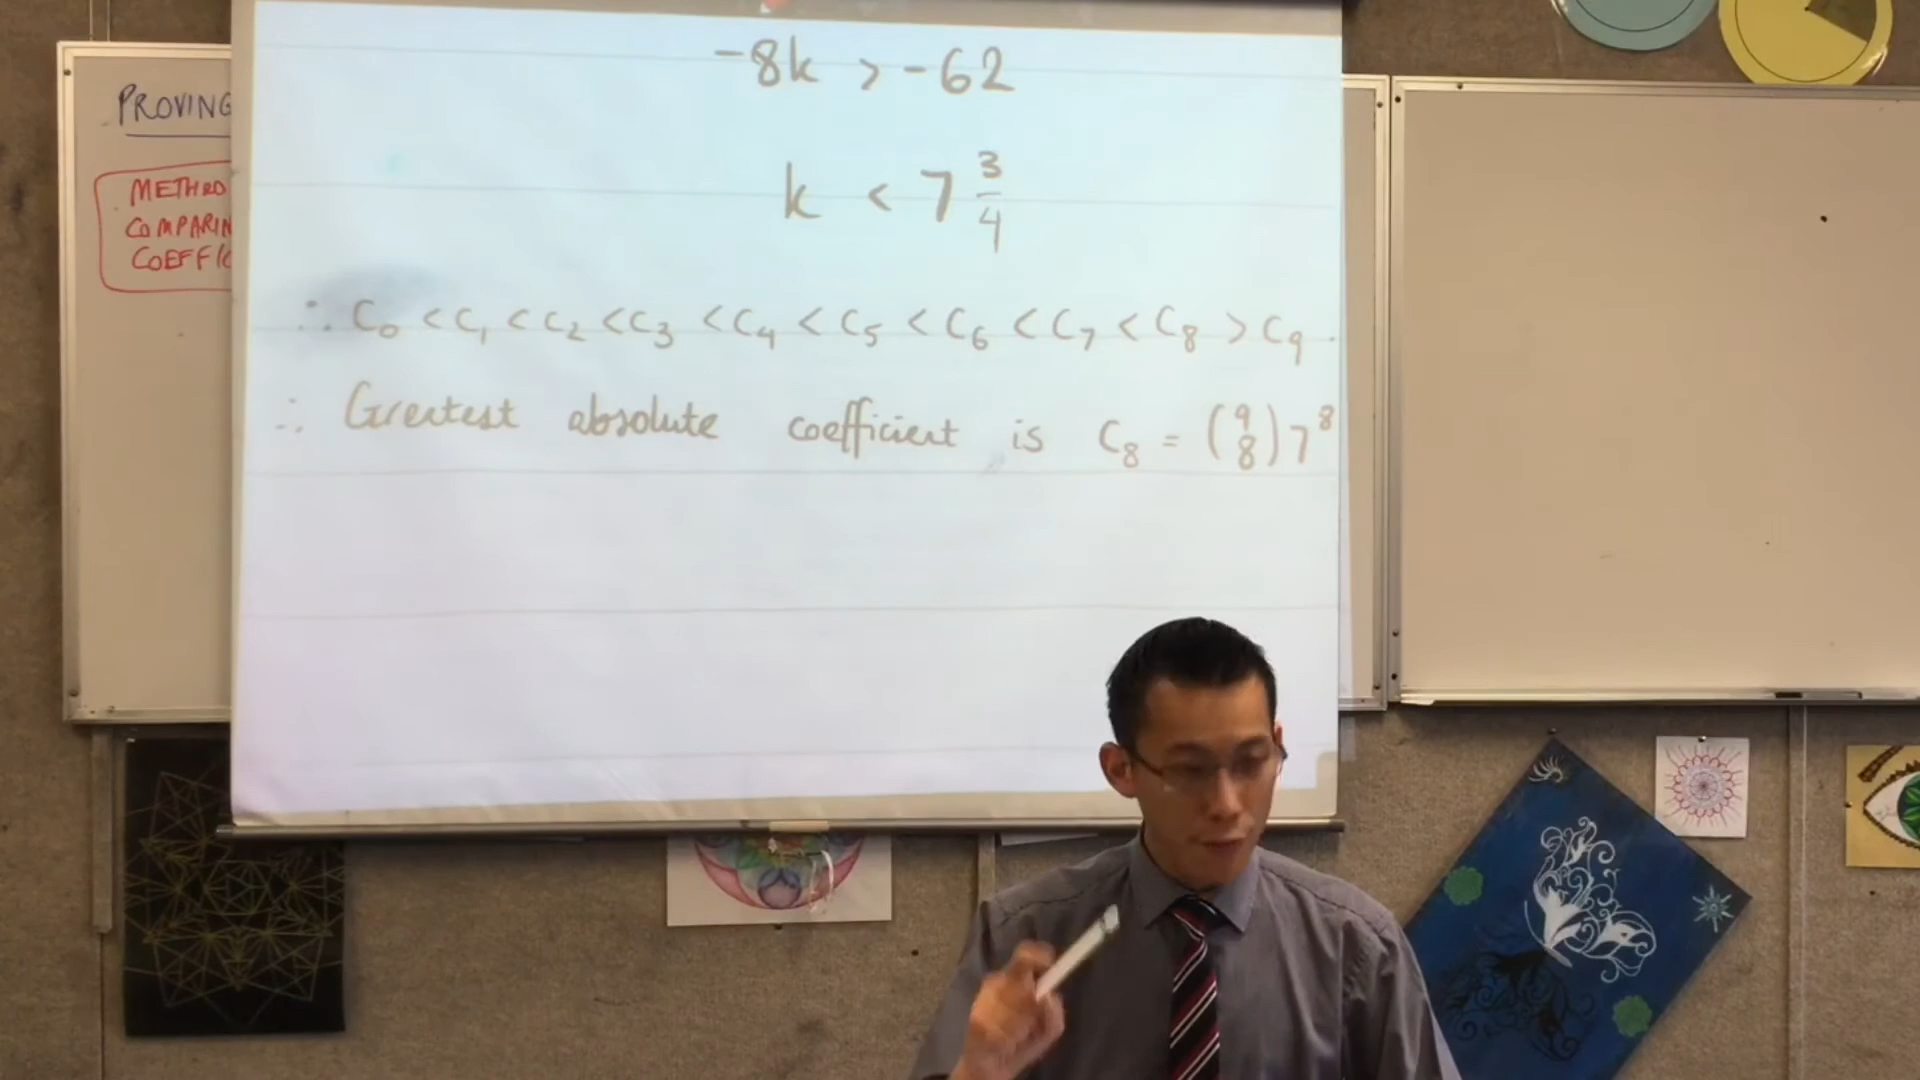 -8k > -62
k < 7 3/4
∴ C₀ < C₁ < C₂ < C₃ < C₄ < C₅ < C₆ < C₇ < C₈ > C₉.
∴ Greatest absolute coefficient is C₈ = (9 8) 7⁸
PROVING
METHOD
COMPARIN
COEFFIC